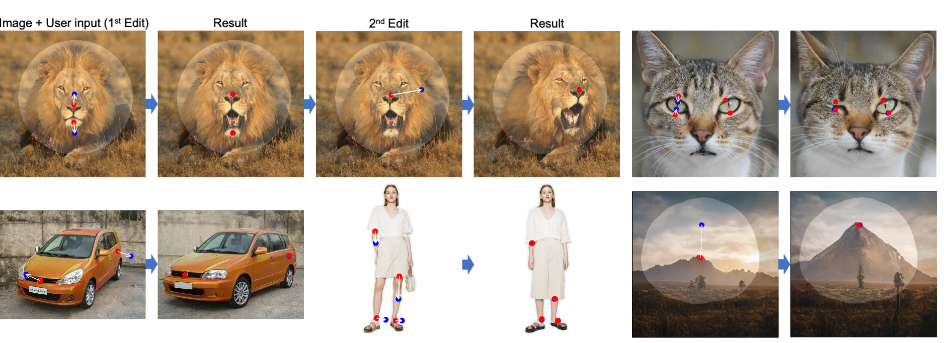 Image + User input (1st Edit)
Result
2nd Edit
Result